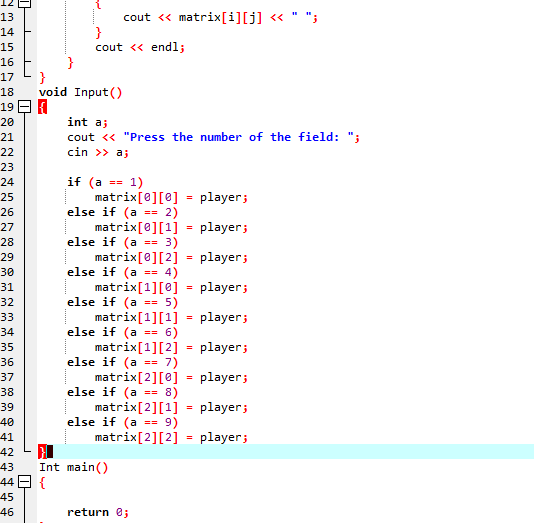 12 {
13 cout << matrix[i][j] << " ";
14 }
15 cout << endl;
16 }
17 }
18 void Input()
19 {
20 int a;
21 cout << "Press the number of the field: ";
22 cin >> a;
23
24 if (a == 1)
25 matrix[0][0] = player;
26 else if (a == 2)
27 matrix[0][1] = player;
28 else if (a == 3)
29 matrix[0][2] = player;
30 else if (a == 4)
31 matrix[1][0] = player;
32 else if (a == 5)
33 matrix[1][1] = player;
34 else if (a == 6)
35 matrix[1][2] = player;
36 else if (a == 7)
37 matrix[2][0] = player;
38 else if (a == 8)
39 matrix[2][1] = player;
40 else if (a == 9)
41 matrix[2][2] = player;
42 }
43 Int main()
44 {
45
46 return 0;